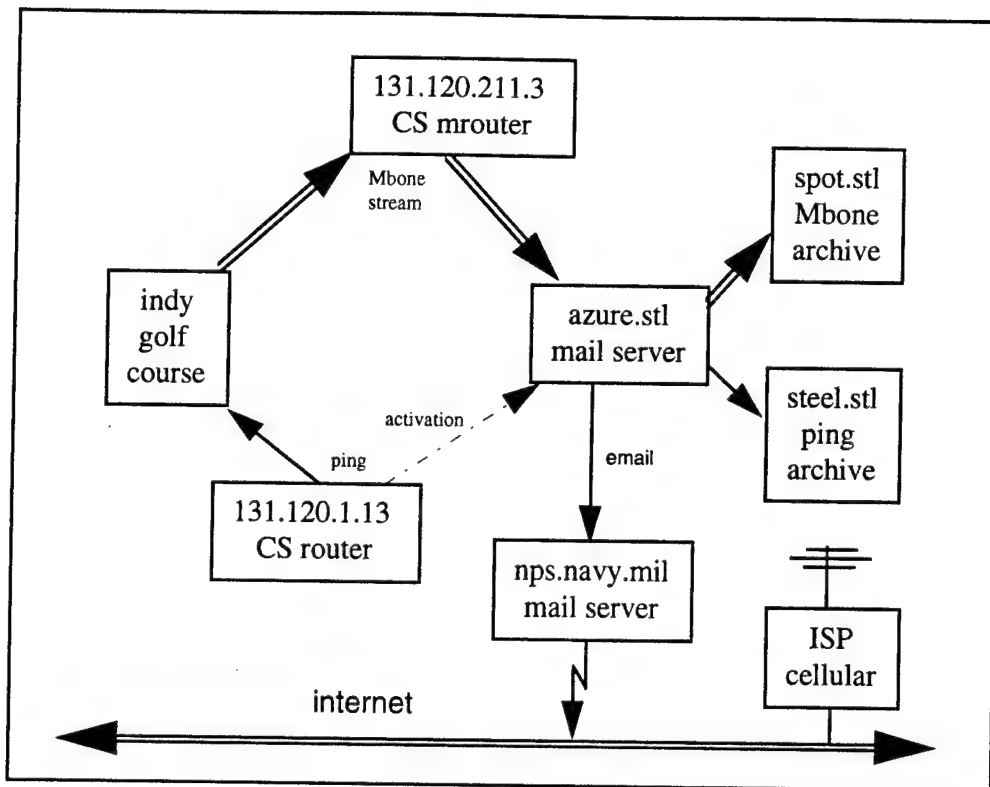 131.120.211.3
CS mrouter
Mbone
stream
spot.stl
Mbone
archive
indy
golf
course
azure.stl
mail server
steel.stl
ping
archive
activation
ping
email
131.120.1.13
CS router
nps.navy.mil
mail server
ISP
cellular
internet